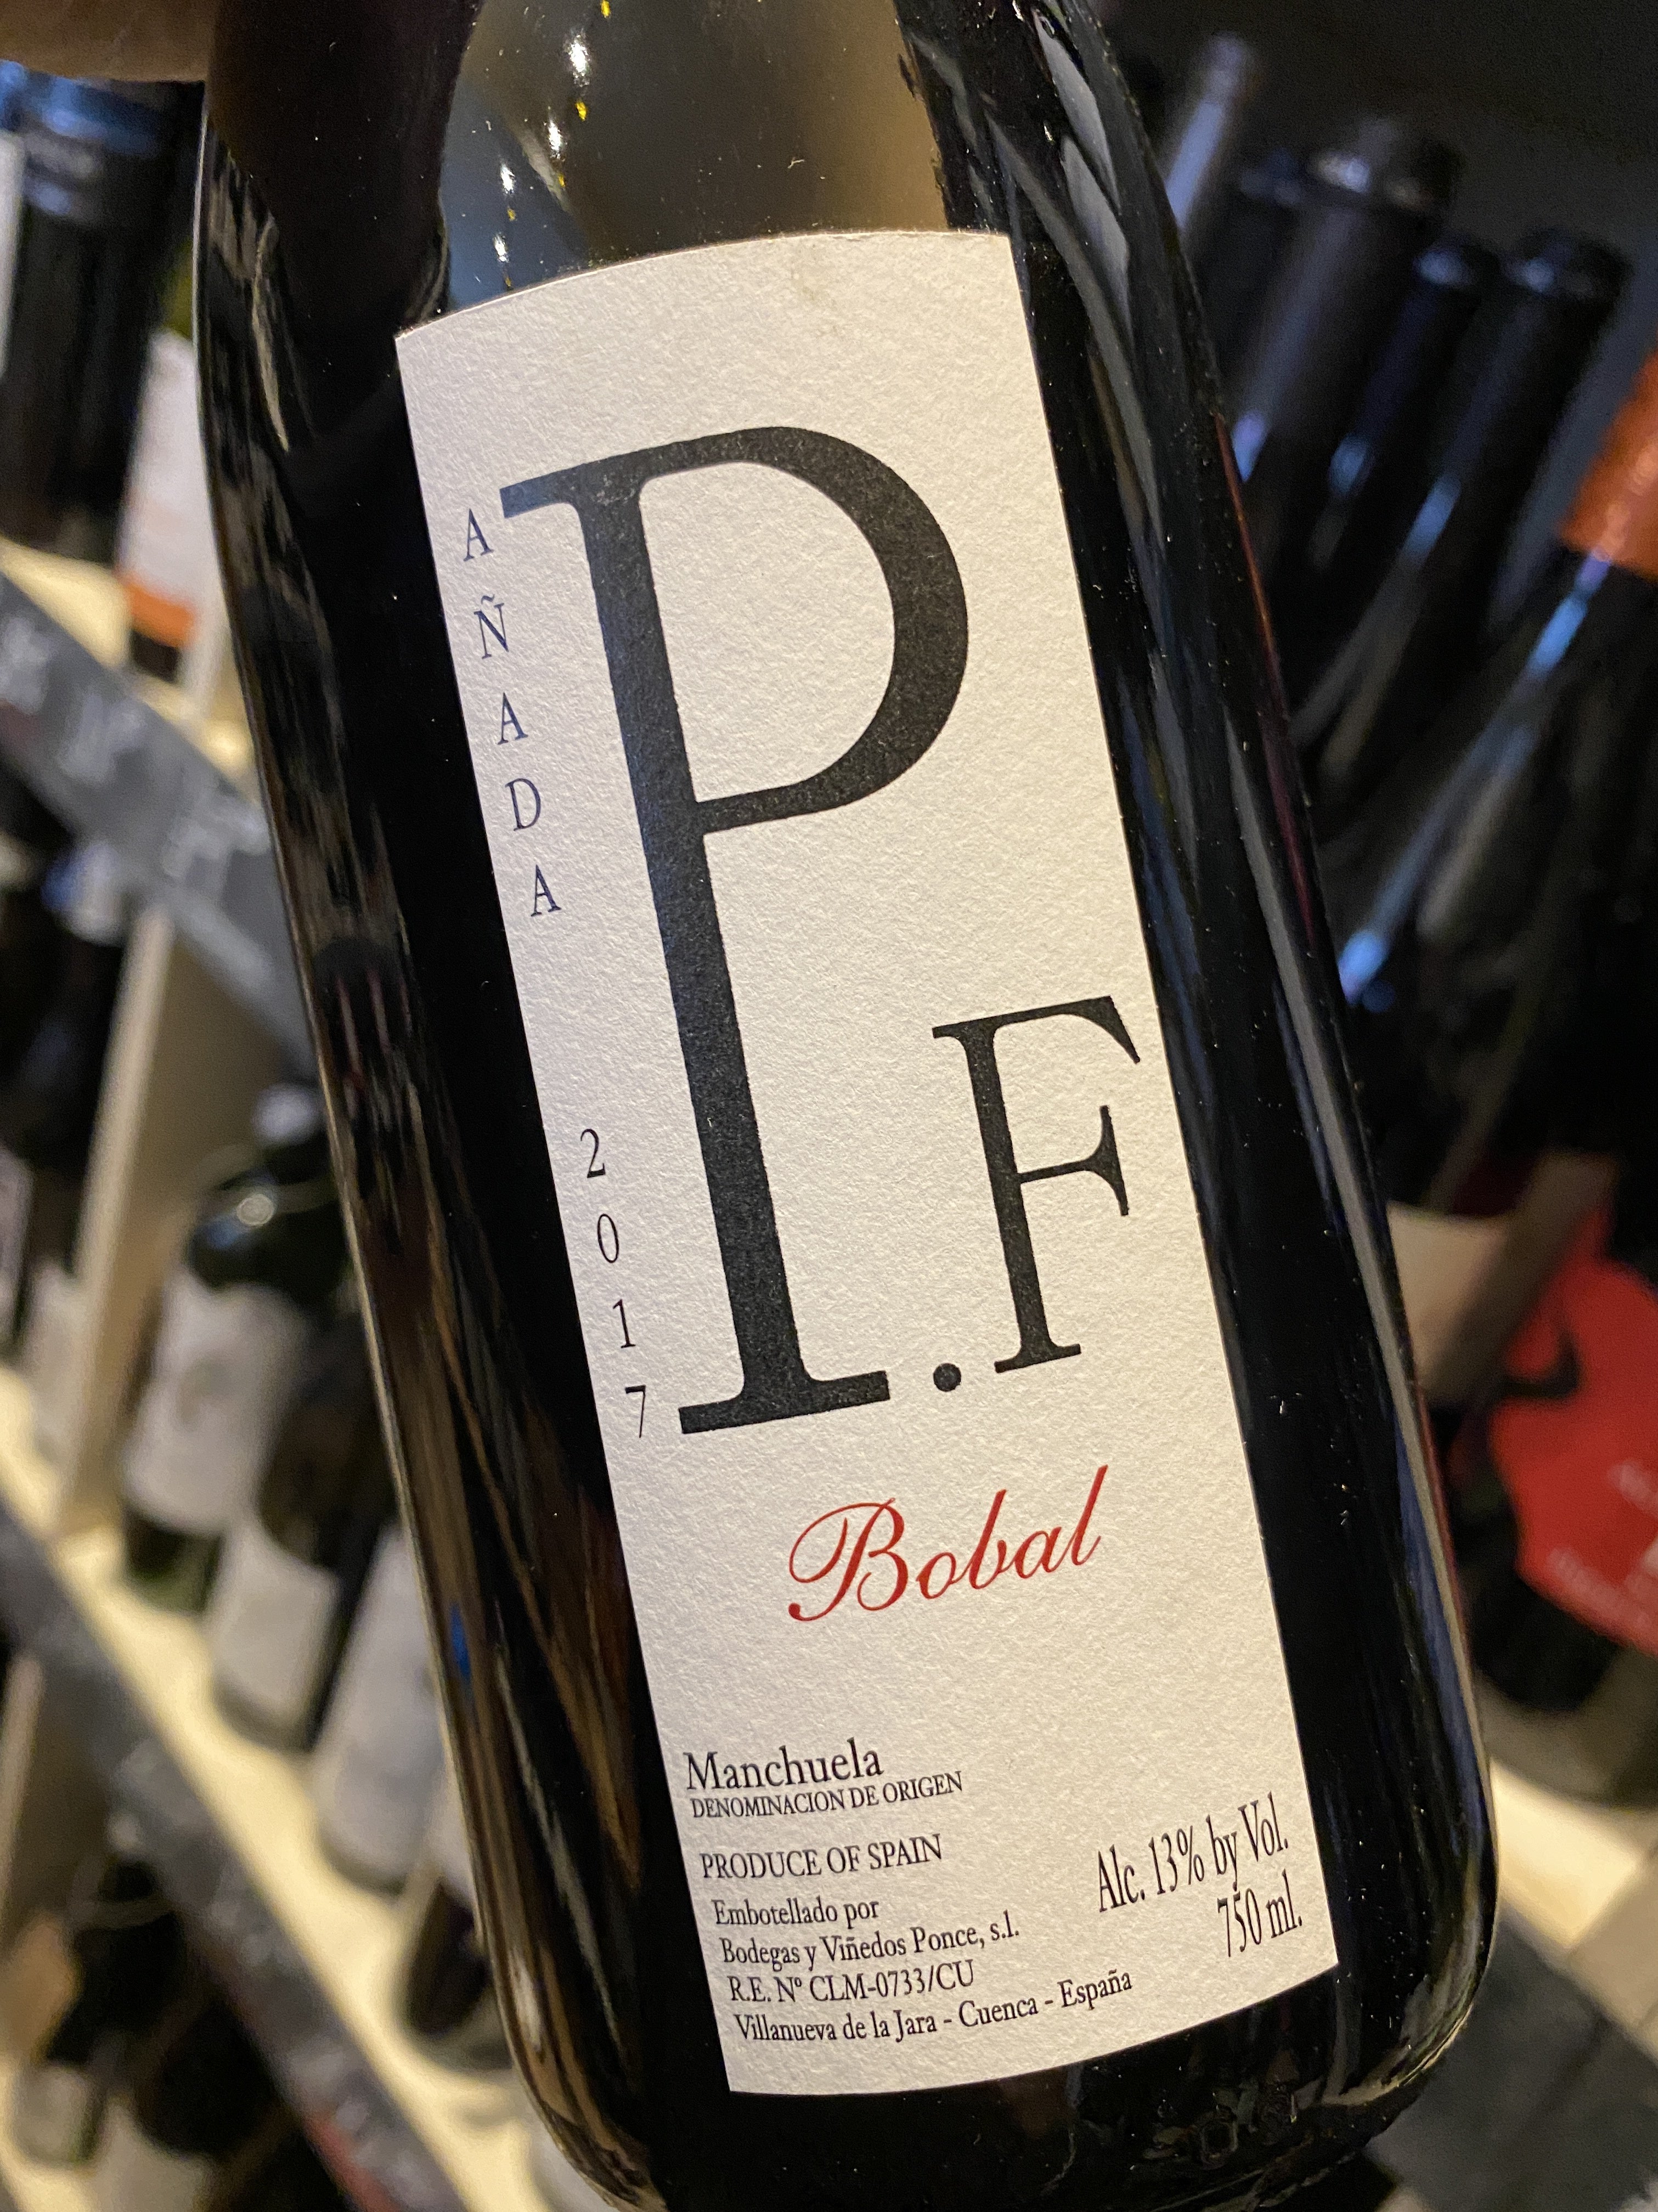 AÑADA 2017
P.F
Bobal
Manchuela
DENOMINACION DE ORIGEN
PRODUCE OF SPAIN
Embotellado por
Bodegas y Viñedos Ponce, s.l.
R.E. Nº CLM-0733/CU
Villanueva de la Jara - Cuenca - España
Alc. 13% by Vol.
750 ml.